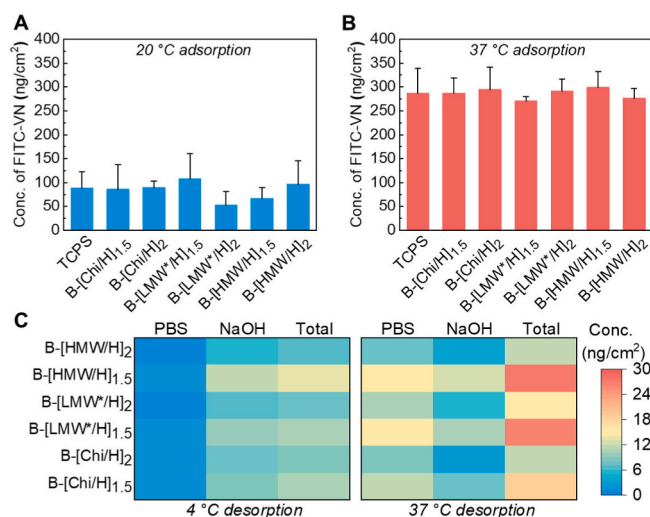 A
Conc. of FITC-VN (ng/cm²)
400
350
300
250
200
150
100
50
0
20 °C adsorption
TCPS
B-[Chi/H]1.5
B-[Chi/H]2
B-[LMW*/H]1.5
B-[LMW*/H]2
B-[HMW/H]1.5
B-[HMW/H]2
B
Conc. of FITC-VN (ng/cm²)
400
350
300
250
200
150
100
50
0
37 °C adsorption
TCPS
B-[Chi/H]1.5
B-[Chi/H]2
B-[LMW*/H]1.5
B-[LMW*/H]2
B-[HMW/H]1.5
B-[HMW/H]2
C
PBS NaOH Total
PBS NaOH Total
B-[HMW/H]2
B-[HMW/H]1.5
B-[LMW*/H]2
B-[LMW*/H]1.5
B-[Chi/H]2
B-[Chi/H]1.5
4 °C desorption
37 °C desorption
Conc.
(ng/cm²)
30
24
18
12
6
0